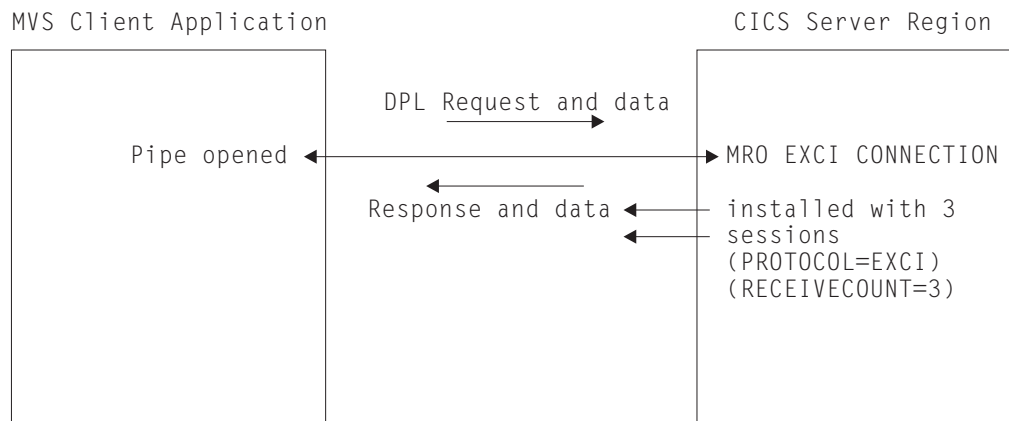 MVS Client Application
CICS Server Region
DPL Request and data
Pipe opened
MRO EXCI CONNECTION
Response and data
installed with 3
sessions
(PROTOCOL=EXCI)
(RECEIVECOUNT=3)